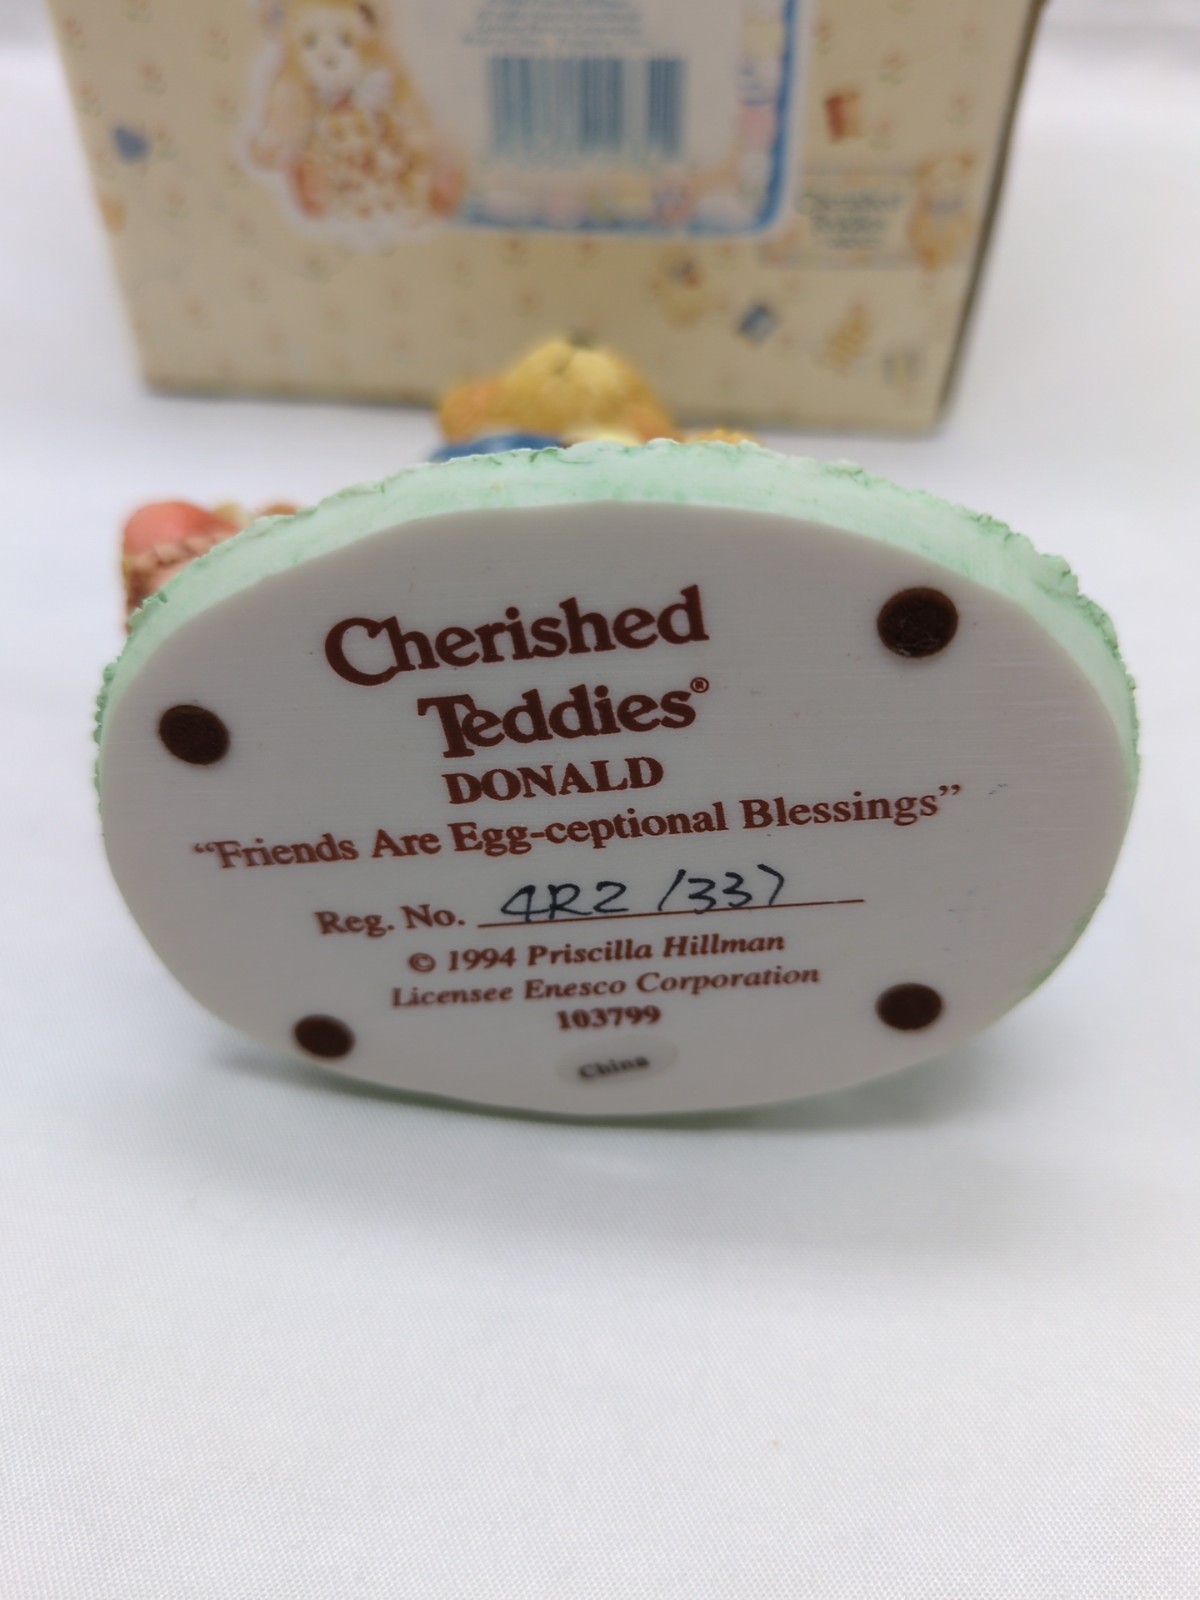 Cherished
Teddies®
DONALD
“Friends Are Egg-ceptional Blessings”
Reg. No. 4R2 /337
© 1994 Priscilla Hillman
Licensee Enesco Corporation
103799
China